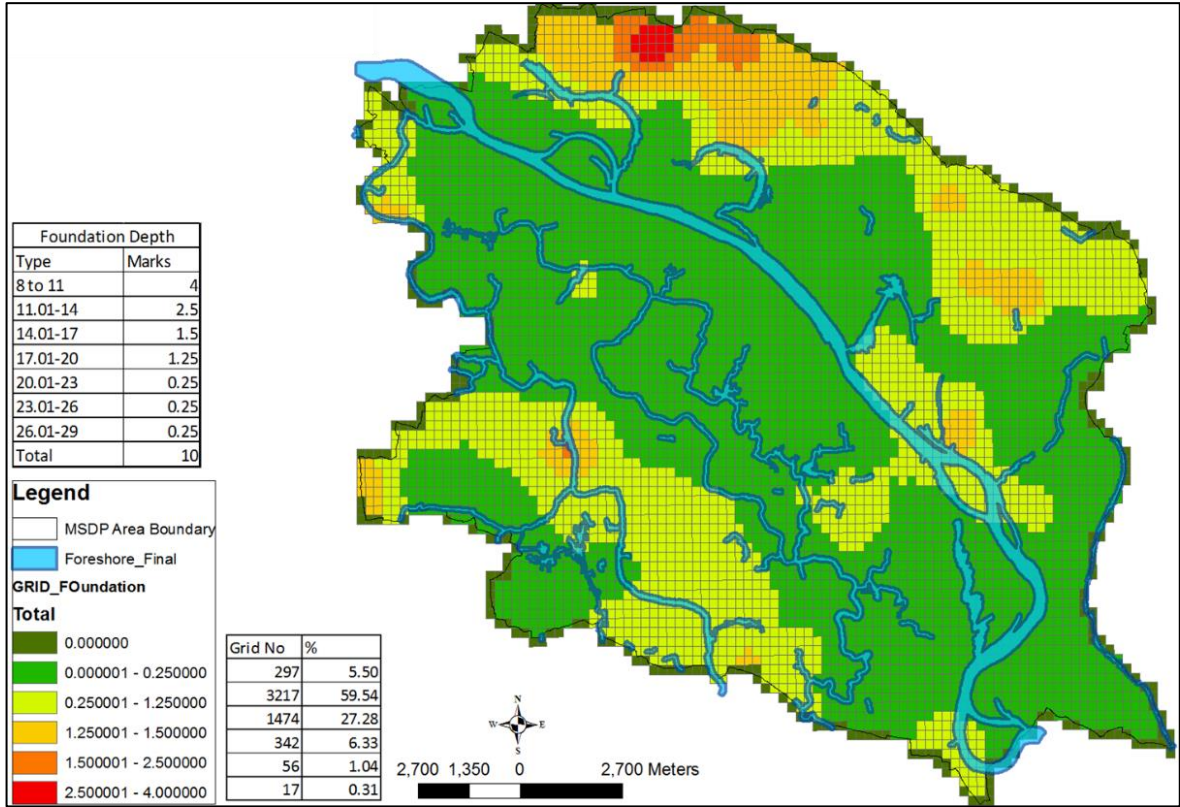 Foundation Depth
Type Marks
8 to 11 4
11.01-14 2.5
14.01-17 1.5
17.01-20 1.25
20.01-23 0.25
23.01-26 0.25
26.01-29 0.25
Total 10
Legend
MSDP Area Boundary
Foreshore_Final
GRID_FOundation
Total
0.000000
0.000001 - 0.250000
0.250001 - 1.250000
1.250001 - 1.500000
1.500001 - 2.500000
2.500001 - 4.000000
Grid No %
297 5.50
3217 59.54
1474 27.28
342 6.33
56 1.04
17 0.31
N
W E
S
2,700 1,350 0 2,700 Meters